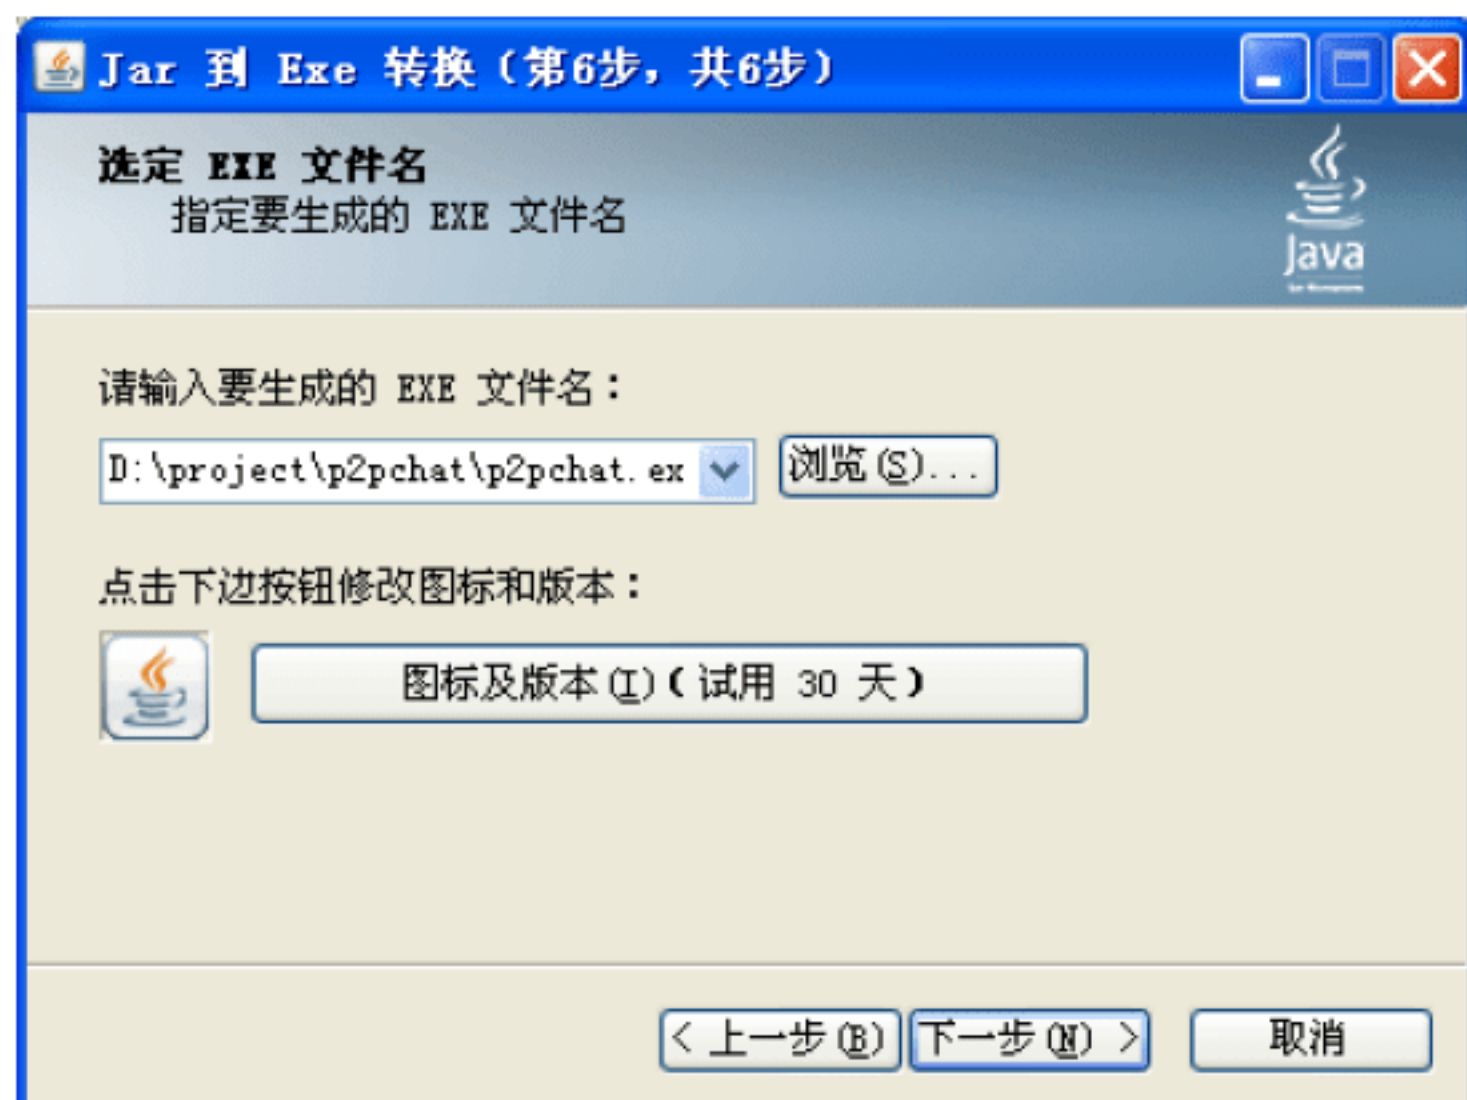 Jar 到 Exe 转换（第6步，共6步）
选定 EXE 文件名
指定要生成的 EXE 文件名
Java
请输入要生成的 EXE 文件名：
D:\project\p2pchat\p2pchat.ex
浏览(S)...
点击下边按钮修改图标和版本：
图标及版本(I)(试用 30 天)
< 上一步(B) 下一步(N) > 取消